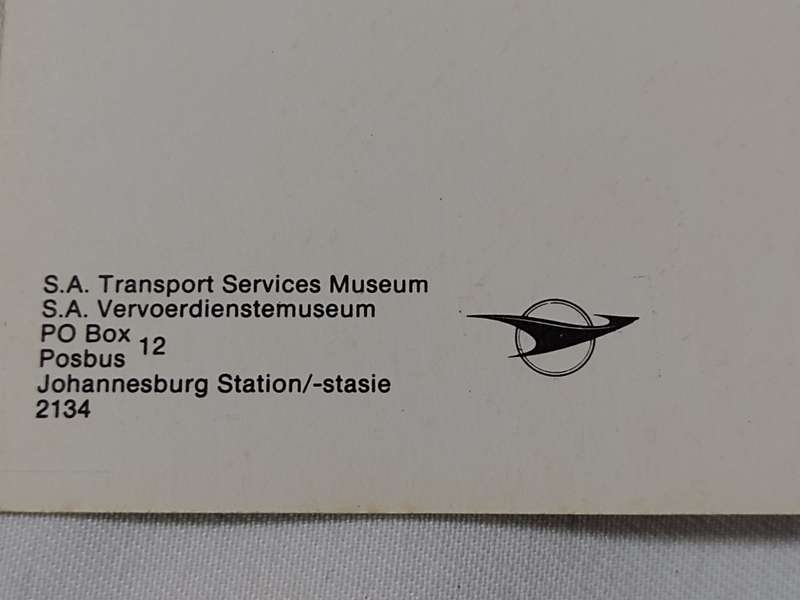 S.A. Transport Services Museum
S.A. Vervoerdienstemuseum
PO Box
Posbus 12
Johannesburg Station/-stasie
2134